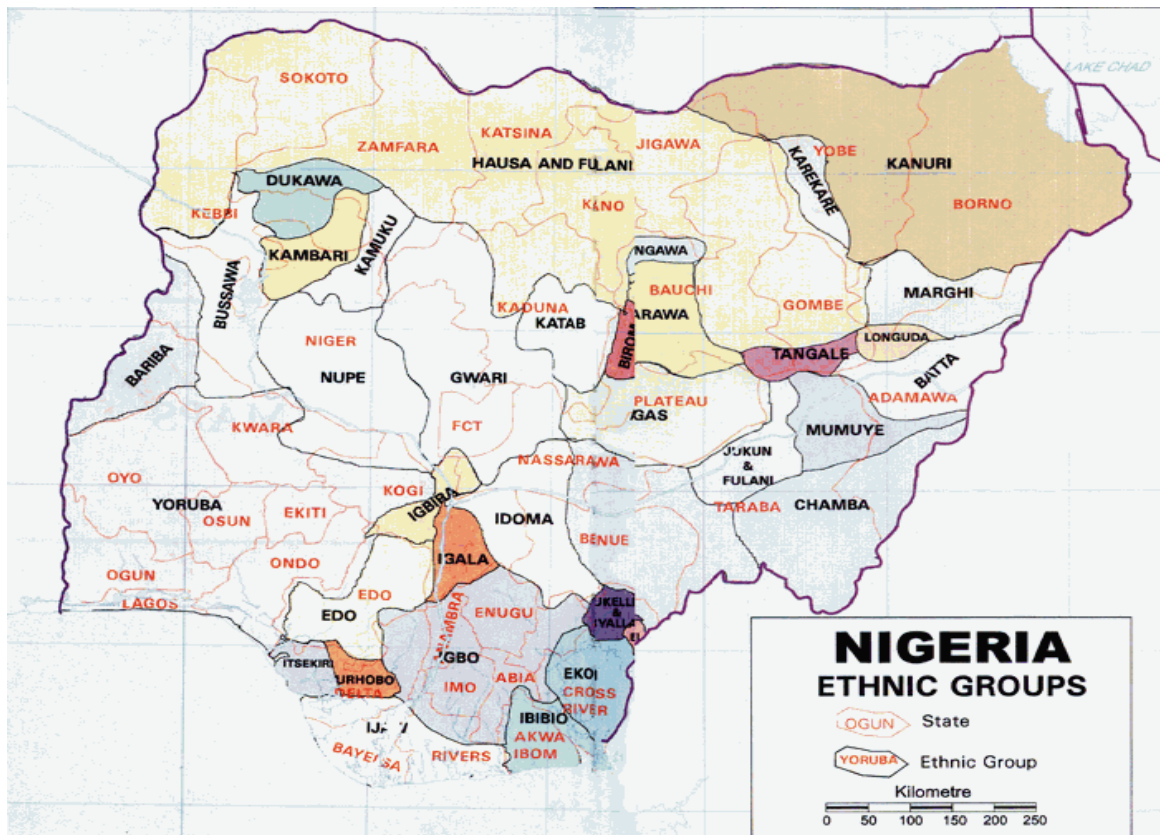 LAKE CHAD
SOKOTO
KATSINA
ZAMFARA
JIGAWA
HAUSA AND FULANI
YOBE
KANURI
KAREKARE
DUKAWA
KEBBI
KANO
BORNO
KAMUKU
KAMBARI
NGAWA
BUSSAWA
BAUCHI
MARGHI
KADUNA
GOMBE
KATAB
ARAWA
BIROM
LONGUDA
NIGER
TANGALE
BARIBA
NUPE
GWARI
BATTA
ADAMAWA
PLATEAU
GAS
KWARA
FCT
MUMUYE
JUKUN
&
FULANI
NASSARAWA
OYO
KOGI
YORUBA
IGBIRA
TARABA
CHAMBA
OSUN
EKITI
IDOMA
BENUE
ONDO
IGALA
OGUN
EDO
LAGOS
EDO
ENUGU
UKELLI
&
ANAMBRA
ITSEKIRI
IGBO
URHOBO
DELTA
IMO
ABIA
EKOI
CROSS
RIVER
IBIBIO
AKWA
IBOM
RIVERS
NIGERIA
ETHNIC GROUPS
OGUN State
YORUBA Ethnic Group
Kilometre
0 50 100 150 200 250